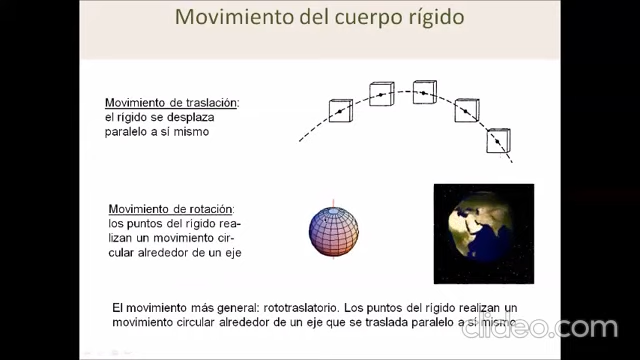 Movimiento del cuerpo rígido
Movimiento de traslación:
el rígido se desplaza
paralelo a sí mismo
Movimiento de rotación:
los puntos del rígido rea-
lizan un movimiento cir-
cular alrededor de un eje
El movimiento más general: rototraslatorio. Los puntos del rígido realizan un
movimiento circular alrededor de un eje que se traslada paralelo a sí mismo
clideo.com